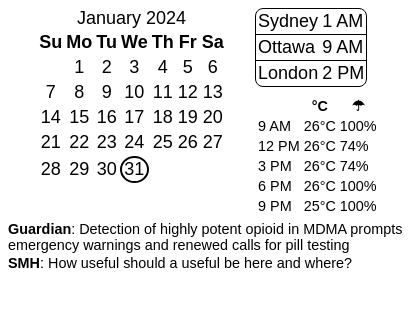 January 2024
Su Mo Tu We Th Fr Sa
1 2 3 4 5 6
7 8 9 10 11 12 13
14 15 16 17 18 19 20
21 22 23 24 25 26 27
28 29 30 31
Sydney 1 AM
Ottawa 9 AM
London 2 PM
°C ☂
9 AM 26°C 100%
12 PM 26°C 74%
3 PM 26°C 74%
6 PM 26°C 100%
9 PM 25°C 100%
Guardian: Detection of highly potent opioid in MDMA prompts
emergency warnings and renewed calls for pill testing
SMH: How useful should a useful be here and where?